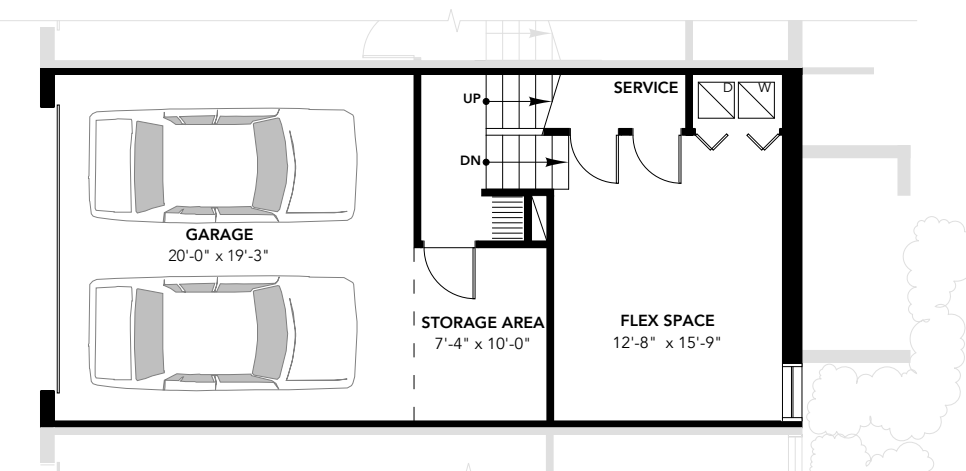 SERVICE
D
W
UP
DN
GARAGE
20'-0" x 19'-3"
STORAGE AREA
7'-4" x 10'-0"
FLEX SPACE
12'-8" x 15'-9"